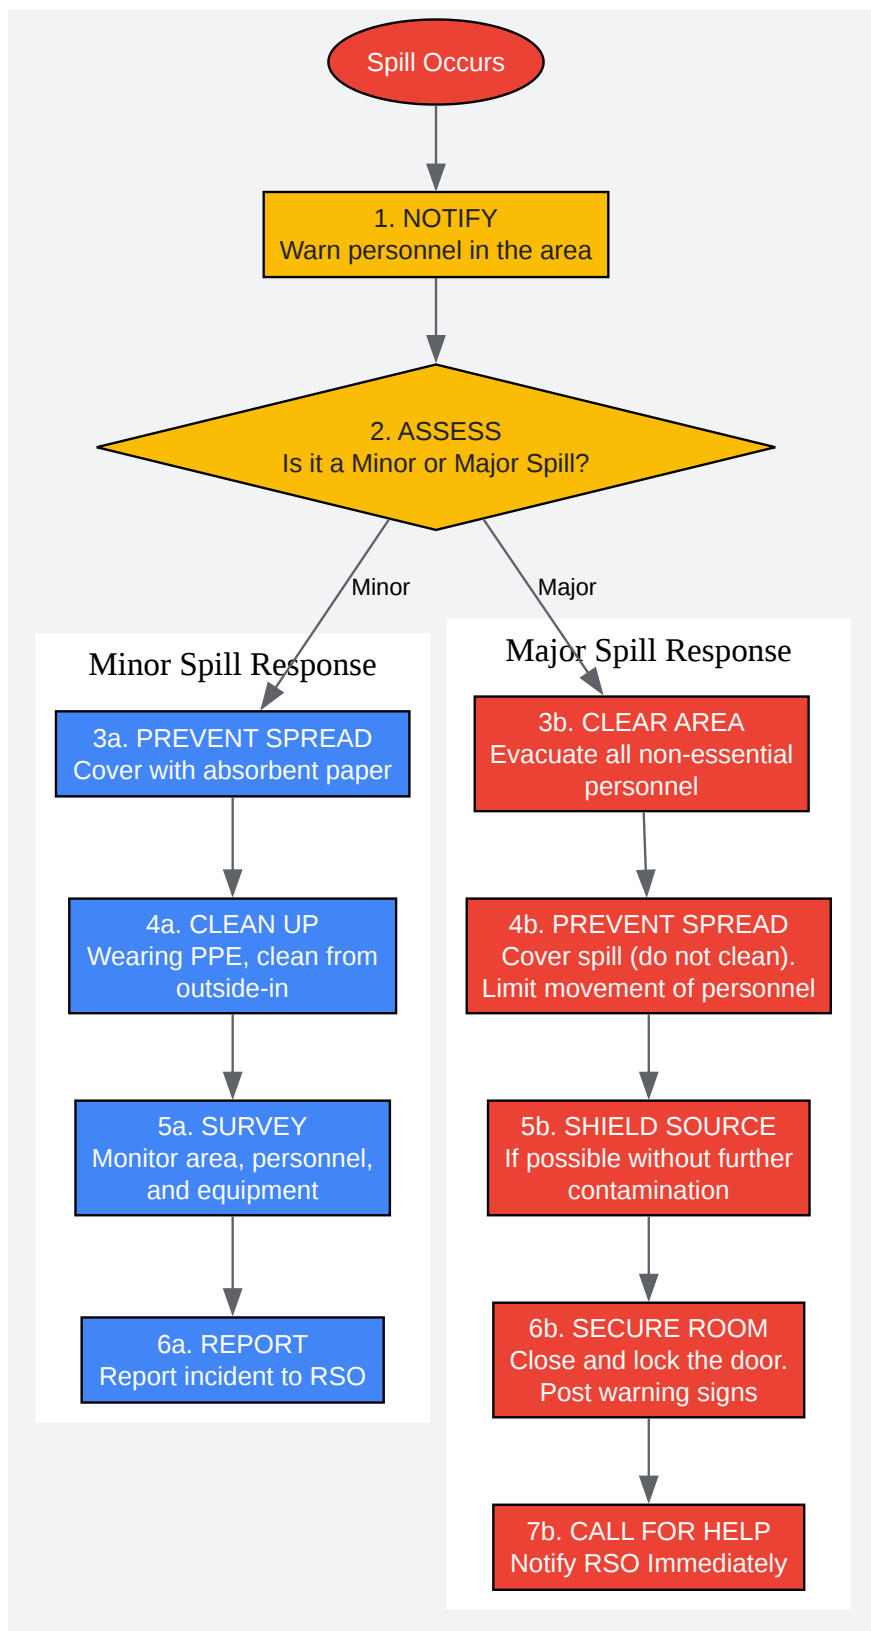 Spill Occurs
1. NOTIFY
Warn personnel in the area
2. ASSESS
Is it a Minor or Major Spill?
Minor
Major
Minor Spill Response
3a. PREVENT SPREAD
Cover with absorbent paper
4a. CLEAN UP
Wearing PPE, clean from
outside-in
5a. SURVEY
Monitor area, personnel,
and equipment
6a. REPORT
Report incident to RSO
Major Spill Response
3b. CLEAR AREA
Evacuate all non-essential
personnel
4b. PREVENT SPREAD
Cover spill (do not clean).
Limit movement of personnel
5b. SHIELD SOURCE
If possible without further
contamination
6b. SECURE ROOM
Close and lock the door.
Post warning signs
7b. CALL FOR HELP
Notify RSO Immediately